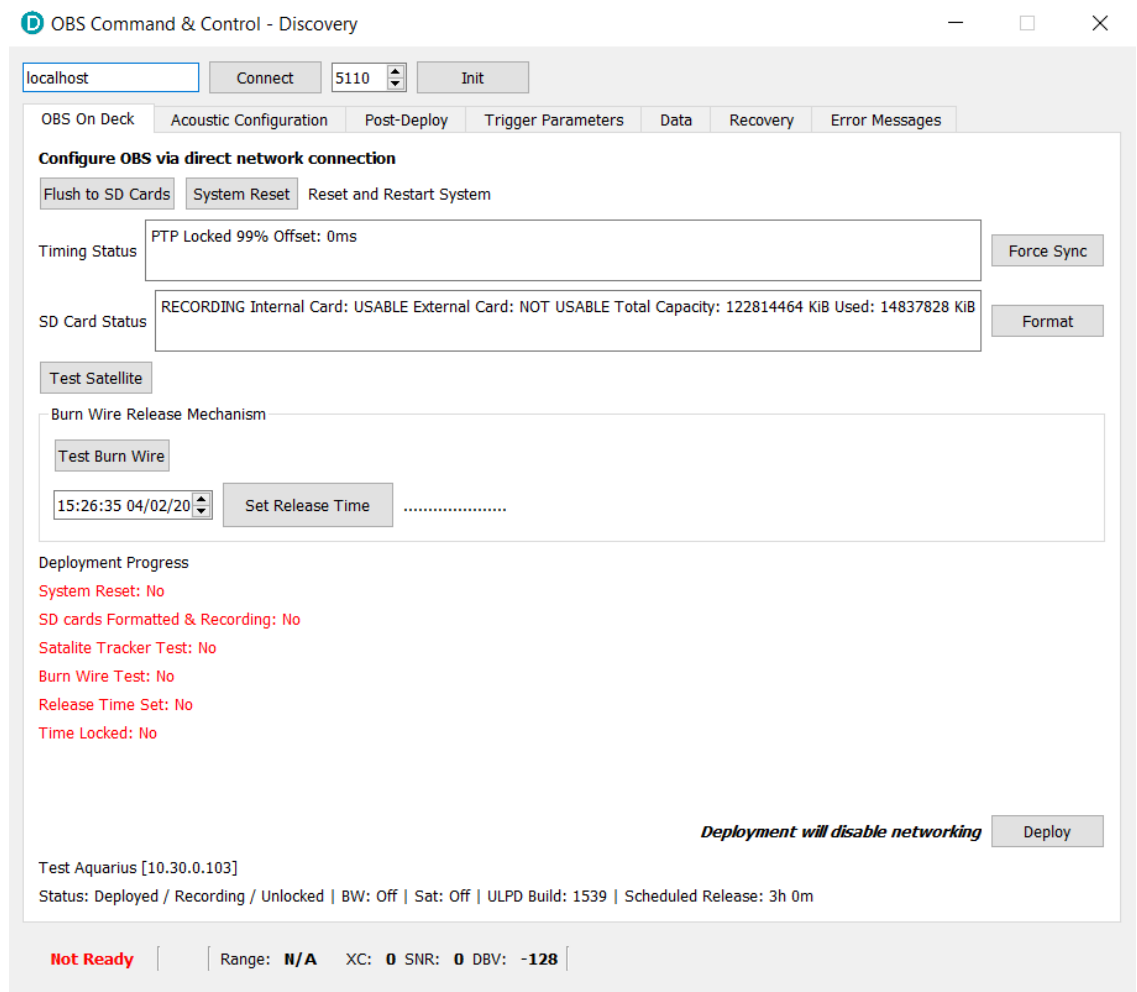 D OBS Command & Control - Discovery
localhost Connect 5110 Init
OBS On Deck Acoustic Configuration Post-Deploy Trigger Parameters Data Recovery Error Messages
Configure OBS via direct network connection
Flush to SD Cards System Reset Reset and Restart System
Timing Status PTP Locked 99% Offset: 0ms Force Sync
SD Card Status RECORDING Internal Card: USABLE External Card: NOT USABLE Total Capacity: 122814464 KiB Used: 14837828 KiB Format
Test Satellite
Burn Wire Release Mechanism
Test Burn Wire
15:26:35 04/02/20 Set Release Time .....................
Deployment Progress
System Reset: No
SD cards Formatted & Recording: No
Satalite Tracker Test: No
Burn Wire Test: No
Release Time Set: No
Time Locked: No
Deployment will disable networking Deploy
Test Aquarius [10.30.0.103]
Status: Deployed / Recording / Unlocked | BW: Off | Sat: Off | ULPD Build: 1539 | Scheduled Release: 3h 0m
Not Ready Range: N/A XC: 0 SNR: 0 DBV: -128